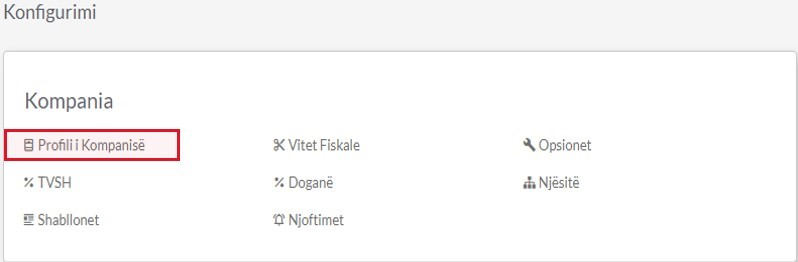 Konfigurimi
Kompania
Profili i Kompanisë
Vitet Fiskale
Opsionet
TVSH
Doganë
Njësitë
Shabllonet
Njoftimet